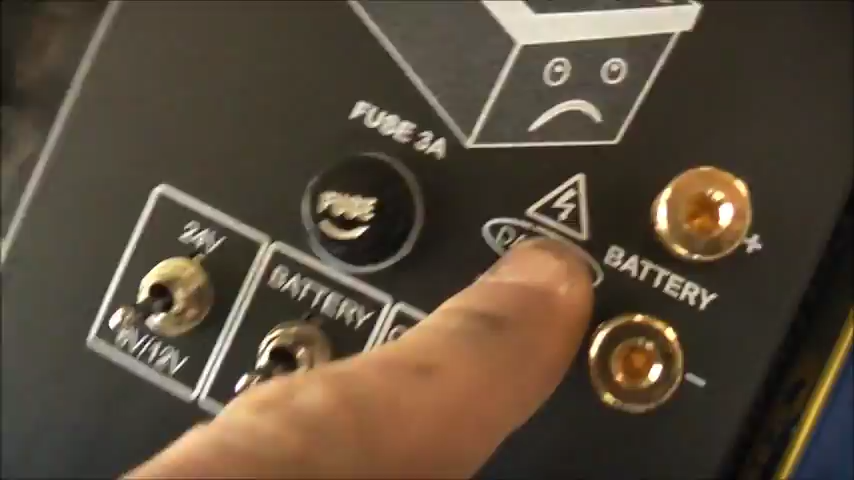 FUSE 3A
FUSE
24V
BATTERY
BATTERY
+
-